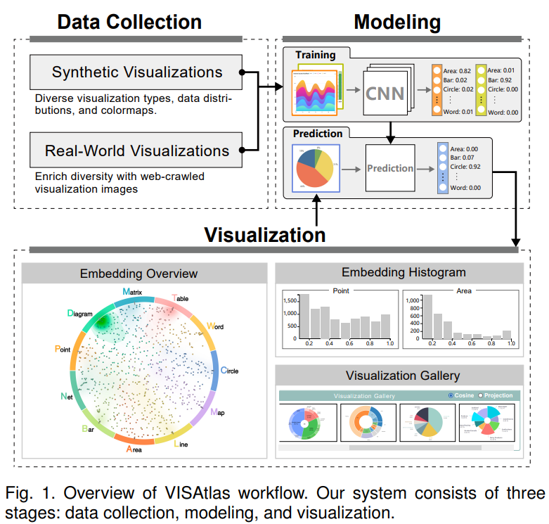 Data Collection
Synthetic Visualizations
Diverse visualization types, data distri-
butions, and colormaps.
Real-World Visualizations
Enrich diversity with web-crawled
visualization images
Modeling
Training
CNN
Area: 0.82
Bar: 0.02
Circle: 0.02
Word: 0.01
Area: 0.01
Bar: 0.92
Circle: 0.00
Word: 0.00
Prediction
Prediction
Area: 0.00
Bar: 0.07
Circle: 0.92
Word: 0.00
Visualization
Embedding Overview
Matrix
Table
Word
Circle
Map
Line
Area
Bar
Net
Point
Diagram
Embedding Histogram
Point
1,500
1,000
500
0
0.2 0.4 0.6 0.8 1.0
Area
1,000
500
0
0.2 0.4 0.6 0.8 1.0
Visualization Gallery
Visualization Gallery
Cosine Projection
Fig. 1. Overview of VISAtlas workflow. Our system consists of three
stages: data collection, modeling, and visualization.